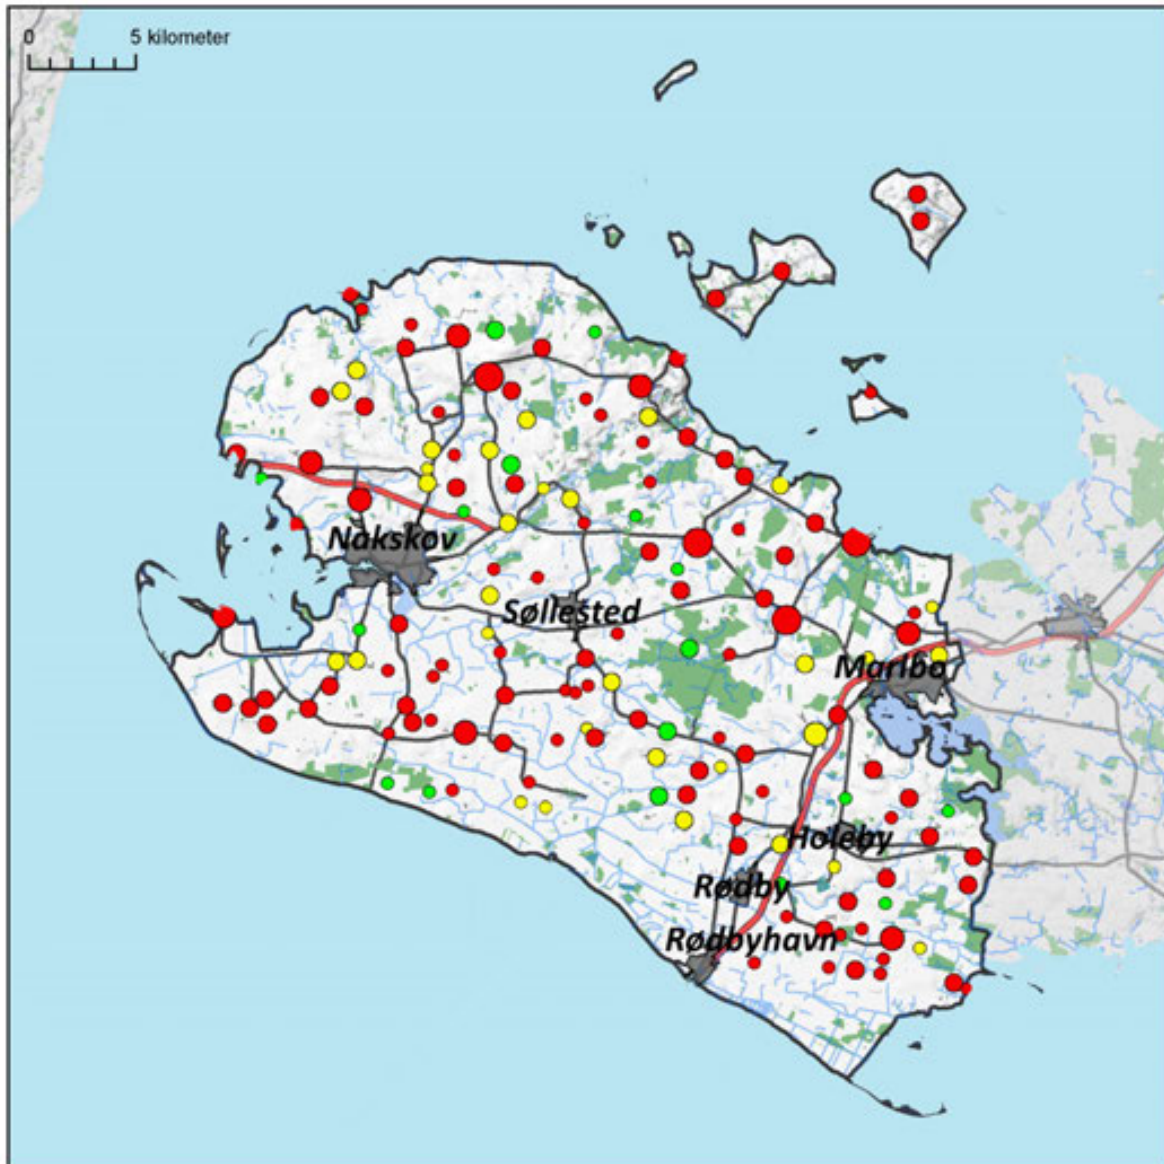 0 5 kilometer
Nakskov
Søllested
Maribo
Holeby
Rødby
Rødbyhavn